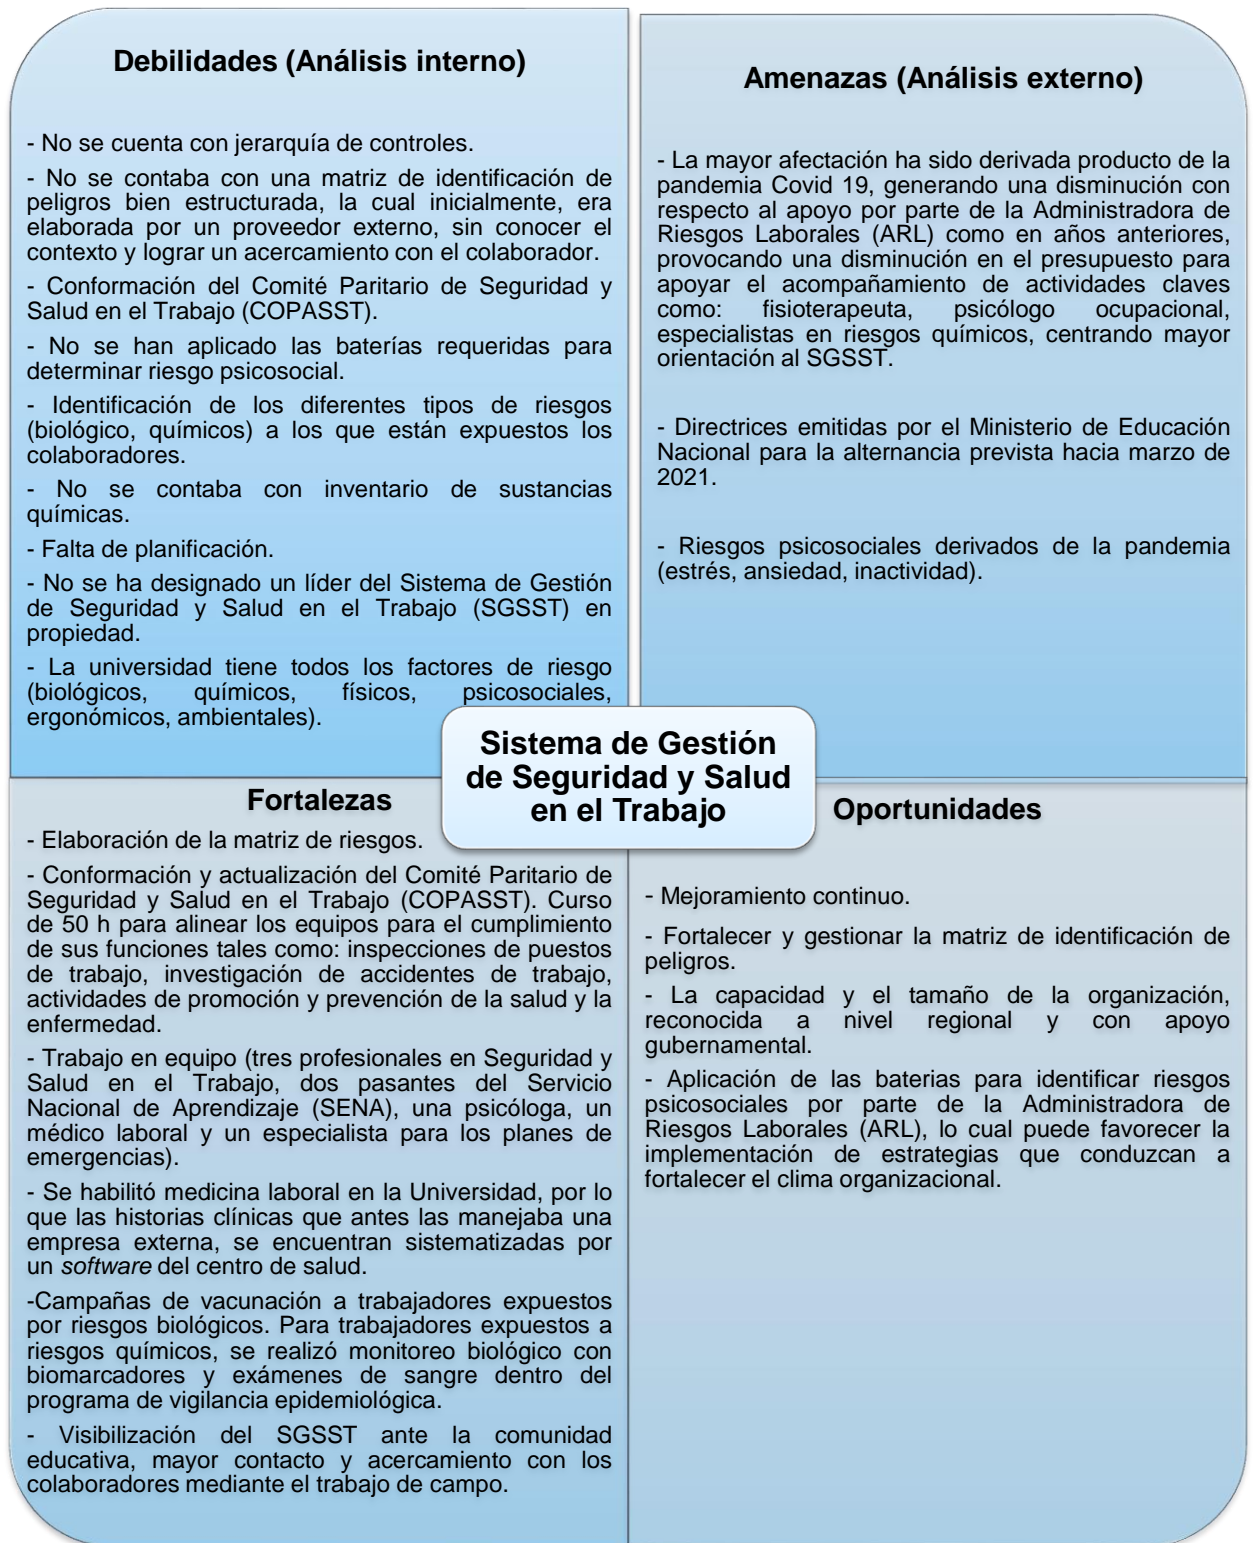 Debilidades (Análisis interno)
- No se cuenta con jerarquía de controles.
- No se contaba con una matriz de identificación de
peligros bien estructurada, la cual inicialmente, era
elaborada por un proveedor externo, sin conocer el
contexto y lograr un acercamiento con el colaborador.
- Conformación del Comité Paritario de Seguridad y
Salud en el Trabajo (COPASST).
- No se han aplicado las baterías requeridas para
determinar riesgo psicosocial.
- Identificación de los diferentes tipos de riesgos
(biológico, químicos) a los que están expuestos los
colaboradores.
- No se contaba con inventario de sustancias
químicas.
- Falta de planificación.
- No se ha designado un líder del Sistema de Gestión
de Seguridad y Salud en el Trabajo (SGSST) en
propiedad.
- La universidad tiene todos los factores de riesgo
(biológicos, químicos, físicos, psicosociales,
ergonómicos, ambientales).
Amenazas (Análisis externo)
- La mayor afectación ha sido derivada producto de la
pandemia Covid 19, generando una disminución con
respecto al apoyo por parte de la Administradora de
Riesgos Laborales (ARL) como en años anteriores,
provocando una disminución en el presupuesto para
apoyar el acompañamiento de actividades claves
como: fisioterapeuta, psicólogo ocupacional,
especialistas en riesgos químicos, centrando mayor
orientación al SGSST.
- Directrices emitidas por el Ministerio de Educación
Nacional para la alternancia prevista hacia marzo de
2021.
- Riesgos psicosociales derivados de la pandemia
(estrés, ansiedad, inactividad).
Sistema de Gestión
de Seguridad y Salud
en el Trabajo
Fortalezas
- Elaboración de la matriz de riesgos.
- Conformación y actualización del Comité Paritario de
Seguridad y Salud en el Trabajo (COPASST). Curso
de 50 h para alinear los equipos para el cumplimiento
de sus funciones tales como: inspecciones de puestos
de trabajo, investigación de accidentes de trabajo,
actividades de promoción y prevención de la salud y la
enfermedad.
- Trabajo en equipo (tres profesionales en Seguridad y
Salud en el Trabajo, dos pasantes del Servicio
Nacional de Aprendizaje (SENA), una psicóloga, un
médico laboral y un especialista para los planes de
emergencias).
- Se habilitó medicina laboral en la Universidad, por lo
que las historias clínicas que antes las manejaba una
empresa externa, se encuentran sistematizadas por
un software del centro de salud.
-Campañas de vacunación a trabajadores expuestos
por riesgos biológicos. Para trabajadores expuestos a
riesgos químicos, se realizó monitoreo biológico con
biomarcadores y exámenes de sangre dentro del
programa de vigilancia epidemiológica.
- Visibilización del SGSST ante la comunidad
educativa, mayor contacto y acercamiento con los
colaboradores mediante el trabajo de campo.
Oportunidades
- Mejoramiento continuo.
- Fortalecer y gestionar la matriz de identificación de
peligros.
- La capacidad y el tamaño de la organización,
reconocida a nivel regional y con apoyo
gubernamental.
- Aplicación de las baterias para identificar riesgos
psicosociales por parte de la Administradora de
Riesgos Laborales (ARL), lo cual puede favorecer la
implementación de estrategias que conduzcan a
fortalecer el clima organizacional.